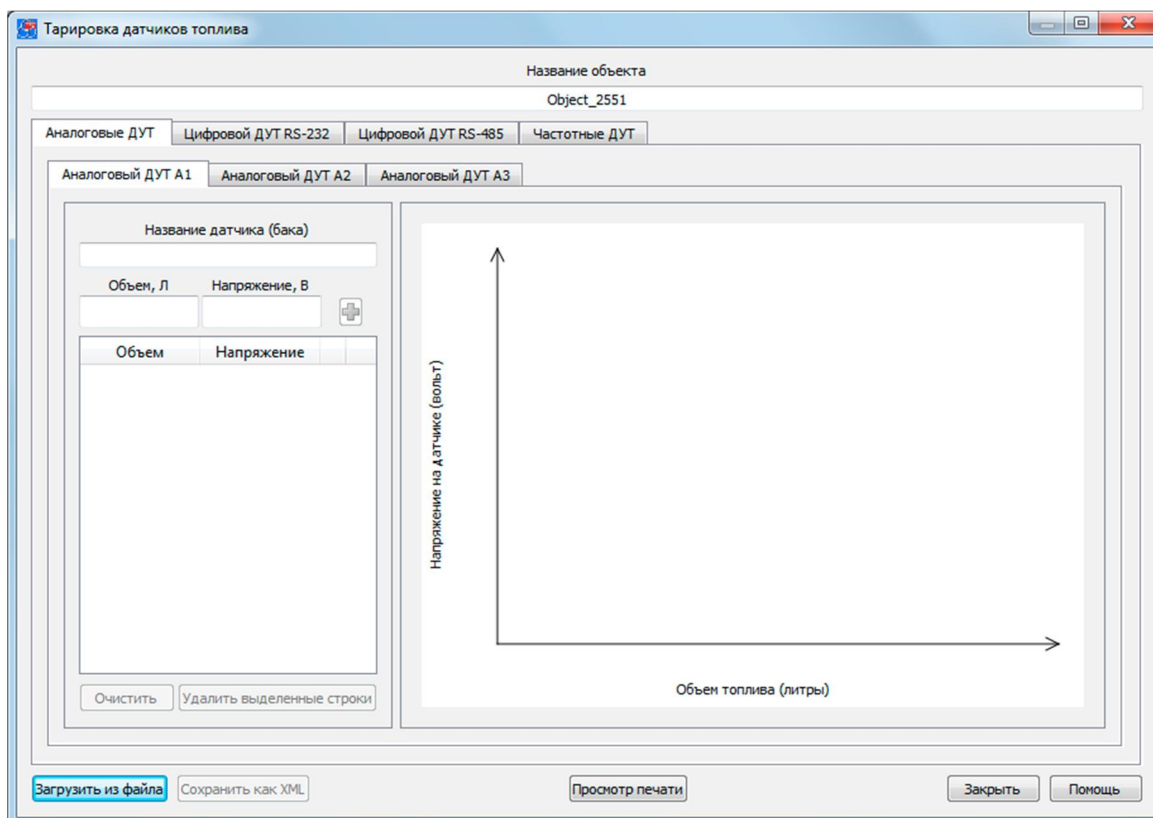 Тарировка датчиков топлива
Название объекта
Object_2551
Аналоговые ДУТ Цифровой ДУТ RS-232 Цифровой ДУТ RS-485 Частотные ДУТ
Аналоговый ДУТ А1 Аналоговый ДУТ А2 Аналоговый ДУТ А3
Название датчика (бака)
Объем, Л Напряжение, В
Объем Напряжение
Очистить Удалить выделенные строки
Напряжение на датчике (вольт)
Объем топлива (литры)
Загрузить из файла Сохранить как XML Просмотр печати Закрыть Помощь